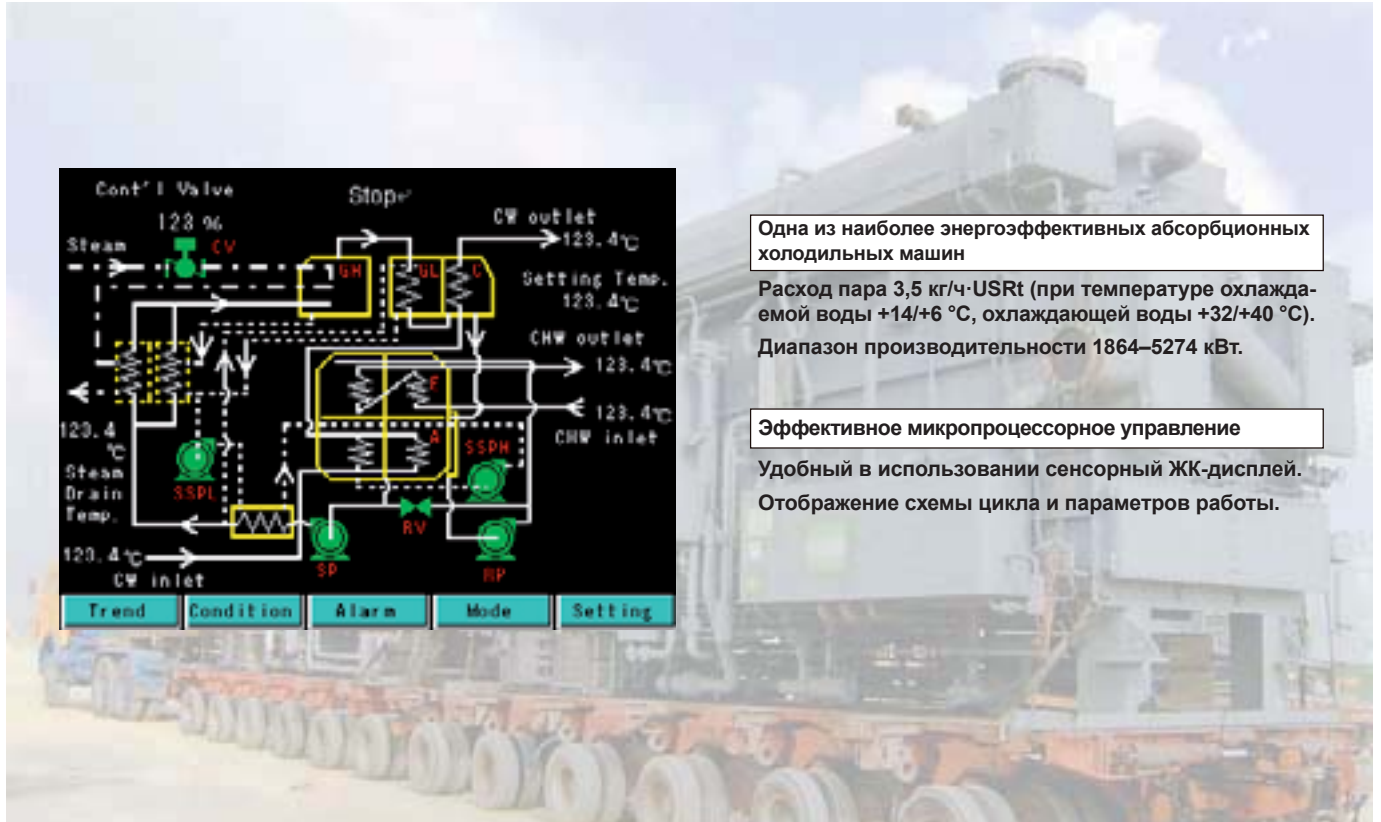 Cont'l Valve
Stop
123 %
CW outlet
Steam
CV
123.4℃
GH
GL
C
Setting Temp.
123.4℃
CHW outlet
123.4℃
E
123.4℃
CHW inlet
123.4
℃
A
SSPH
Steam
Drain
Temp.
SSPL
RV
123.4℃
SP
RP
CW inlet
Trend
Condition
Alarm
Mode
Setting
Одна из наиболее энергоэффективных абсорбционных
холодильных машин
Расход пара 3,5 кг/ч·USRt (при температуре охлажда-
емой воды +14/+6 °C, охлаждающей воды +32/+40 °C).
Диапазон производительности 1864–5274 кВт.
Эффективное микропроцессорное управление
Удобный в использовании сенсорный ЖК-дисплей.
Отображение схемы цикла и параметров работы.